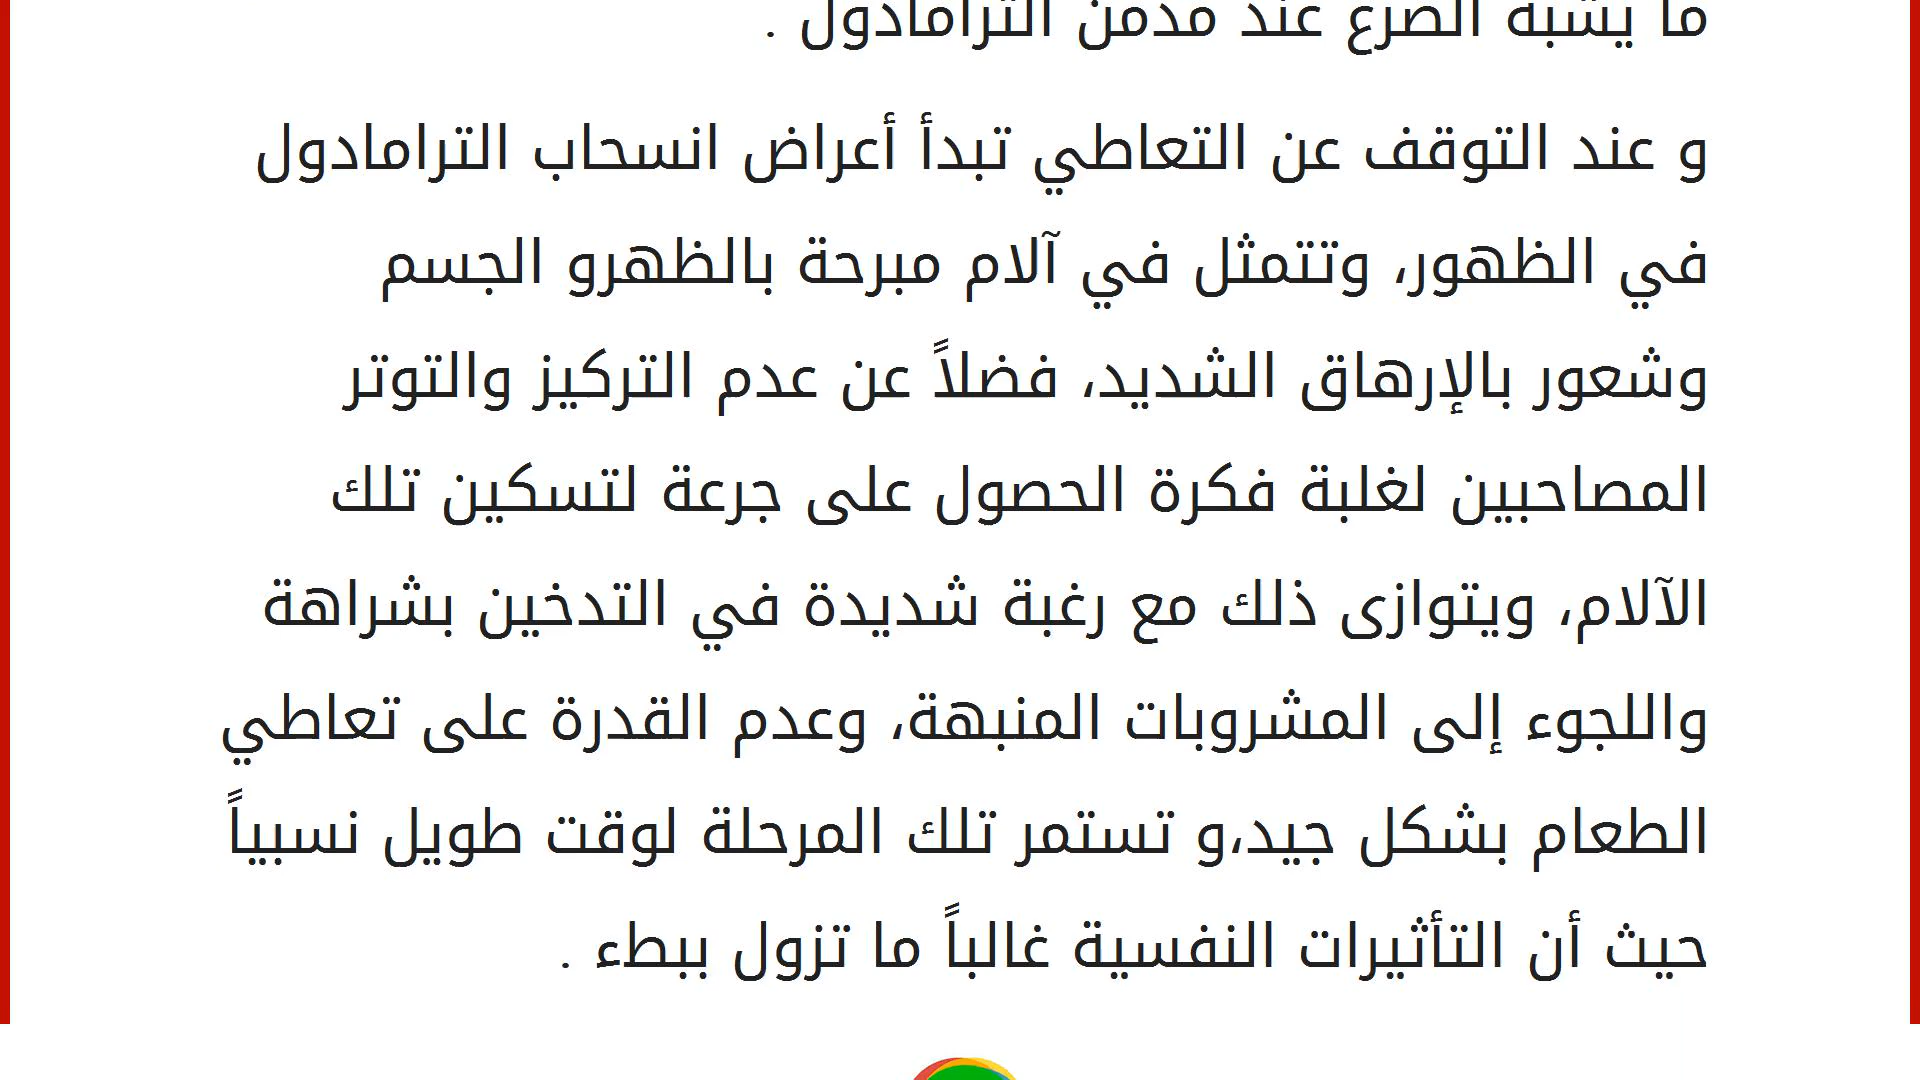 ما يشبه الصرع عند مدمن الترامادول .
و عند التوقف عن التعاطي تبدأ أعراض انسحاب الترامادول
في الظهور، وتتمثل في آلام مبرحة بالظهرو الجسم
وشعور بالإرهاق الشديد، فضلاً عن عدم التركيز والتوتر
المصاحبين لغلبة فكرة الحصول على جرعة لتسكين تلك
الآلام، ويتوازى ذلك مع رغبة شديدة في التدخين بشراهة
واللجوء إلى المشروبات المنبهة، وعدم القدرة على تعاطي
الطعام بشكل جيد،و تستمر تلك المرحلة لوقت طويل نسبياً
حيث أن التأثيرات النفسية غالباً ما تزول ببطء .